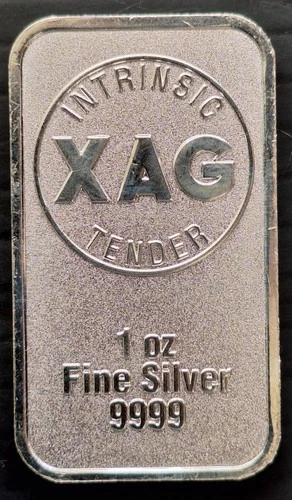 INTRINSIC
XAG
TENDER
1 oz
Fine Silver
9999